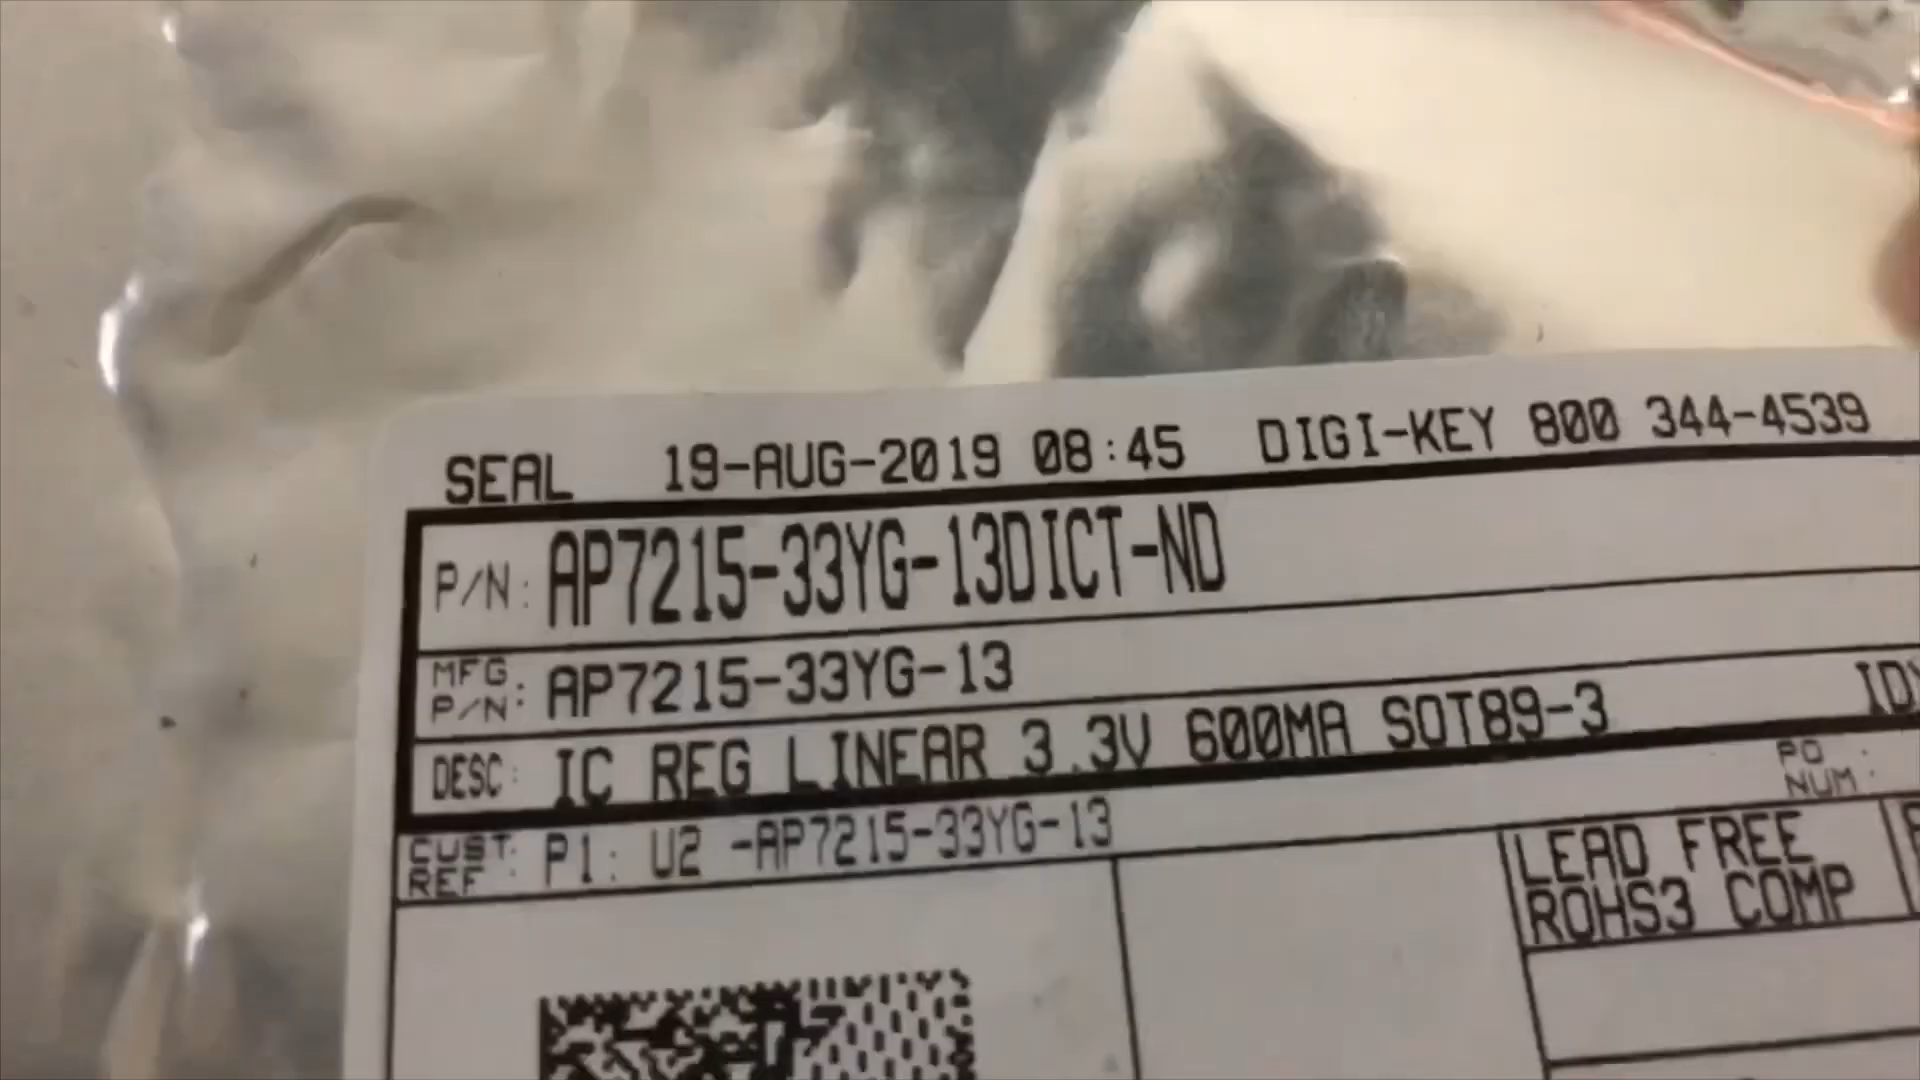 SEAL 19-AUG-2019 08:45 DIGI-KEY 800 344-4539
P/N: AP7215-33YG-13DICT-ND
MFG P/N: AP7215-33YG-13
DESC: IC REG LINEAR 3.3V 600MA SOT89-3
PO NUM:
CUST REF: P1: U2 -AP7215-33YG-13
LEAD FREE
ROHS3 COMP